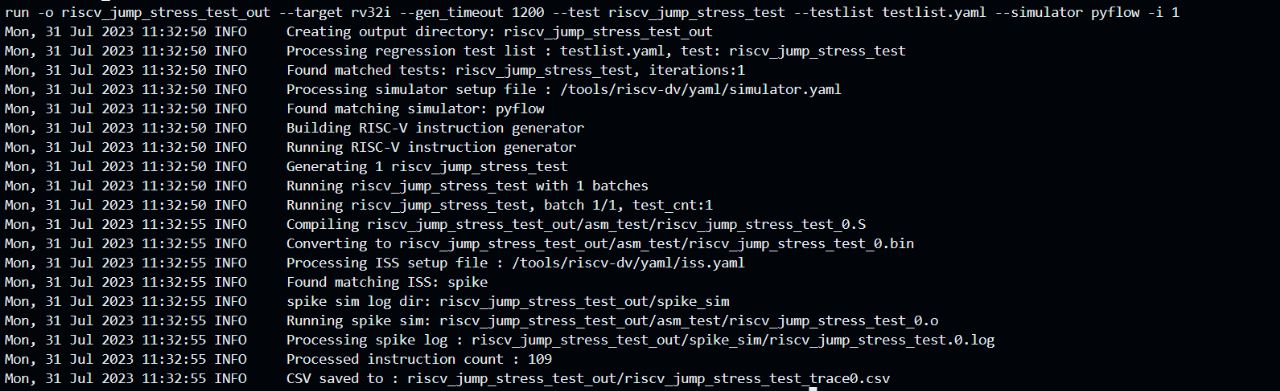 run -o riscv_jump_stress_test_out --target rv32i --gen_timeout 1200 --test riscv_jump_stress_test --testlist testlist.yaml --simulator pyflow -i 1
Mon, 31 Jul 2023 11:32:50 INFO     Creating output directory: riscv_jump_stress_test_out
Mon, 31 Jul 2023 11:32:50 INFO     Processing regression test list : testlist.yaml, test: riscv_jump_stress_test
Mon, 31 Jul 2023 11:32:50 INFO     Found matched tests: riscv_jump_stress_test, iterations:1
Mon, 31 Jul 2023 11:32:50 INFO     Processing simulator setup file : /tools/riscv-dv/yaml/simulator.yaml
Mon, 31 Jul 2023 11:32:50 INFO     Found matching simulator: pyflow
Mon, 31 Jul 2023 11:32:50 INFO     Building RISC-V instruction generator
Mon, 31 Jul 2023 11:32:50 INFO     Running RISC-V instruction generator
Mon, 31 Jul 2023 11:32:50 INFO     Generating 1 riscv_jump_stress_test
Mon, 31 Jul 2023 11:32:50 INFO     Running riscv_jump_stress_test with 1 batches
Mon, 31 Jul 2023 11:32:50 INFO     Running riscv_jump_stress_test, batch 1/1, test_cnt:1
Mon, 31 Jul 2023 11:32:55 INFO     Compiling riscv_jump_stress_test_out/asm_test/riscv_jump_stress_test_0.S
Mon, 31 Jul 2023 11:32:55 INFO     Converting to riscv_jump_stress_test_out/asm_test/riscv_jump_stress_test_0.bin
Mon, 31 Jul 2023 11:32:55 INFO     Processing ISS setup file : /tools/riscv-dv/yaml/iss.yaml
Mon, 31 Jul 2023 11:32:55 INFO     Found matching ISS: spike
Mon, 31 Jul 2023 11:32:55 INFO     spike sim log dir: riscv_jump_stress_test_out/spike_sim
Mon, 31 Jul 2023 11:32:55 INFO     Running spike sim: riscv_jump_stress_test_out/asm_test/riscv_jump_stress_test_0.o
Mon, 31 Jul 2023 11:32:55 INFO     Processing spike log : riscv_jump_stress_test_out/spike_sim/riscv_jump_stress_test.0.log
Mon, 31 Jul 2023 11:32:55 INFO     Processed instruction count : 109
Mon, 31 Jul 2023 11:32:55 INFO     CSV saved to : riscv_jump_stress_test_out/riscv_jump_stress_test_trace0.csv